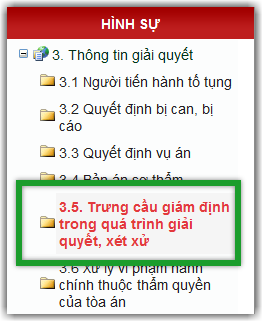 HÌNH SỰ
3. Thông tin giải quyết
3.1 Người tiến hành tố tụng
3.2 Quyết định bị can, bị
cáo
3.3 Quyết định vụ án
3.4 Bản án sơ thẩm
3.5. Trưng cầu giám định
trong quá trình giải
quyết, xét xử
3.6 Xử lý vi phạm hành
chính thuộc thẩm quyền
của tòa án